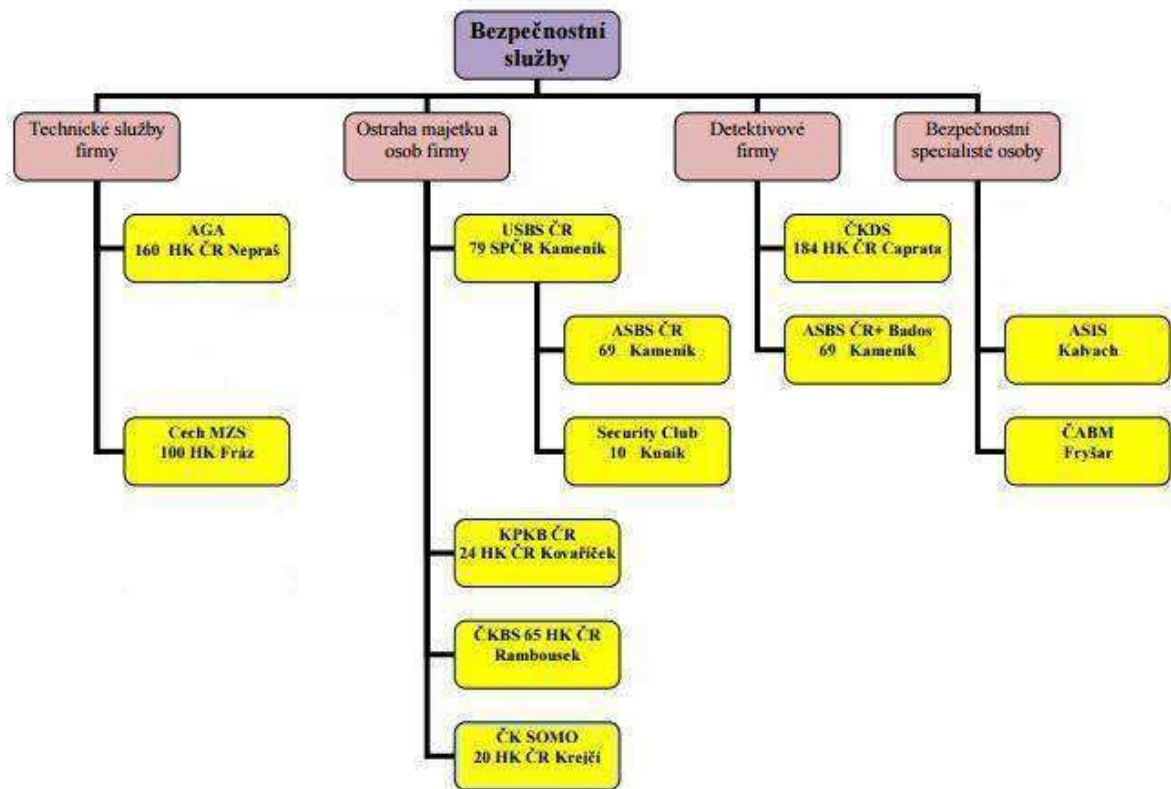 Bezpečnostní
služby
Technické služby
firmy
Ostraha majetku a
osob firmy
Detektivové
firmy
Bezpečnostní
specialisté osoby
AGA
160 HK ČR Nepraš
Cech MZS
100 HK Fráz
USBS ČR
79 SPČR Kameník
ASBS ČR
69 Kameník
Security Club
10 Koník
KPKB ČR
24 HK ČR Kovaříček
ČKBS 65 HK ČR
Rambousek
ČK SOMO
20 HK ČR Krejčí
ČKDS
184 HK ČR Caprata
ASBS ČR+ Bados
69 Kameník
ASIS
Kalvach
ČABM
Fryšar